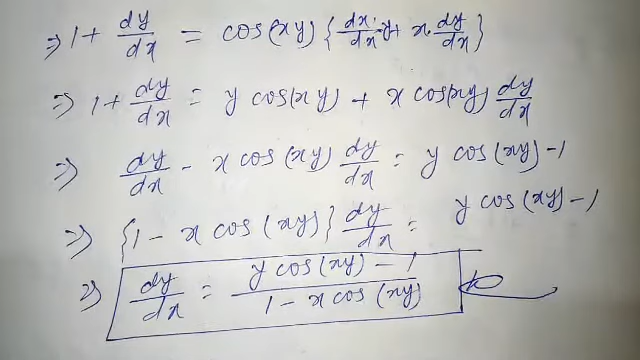 ⇒ 1 + dy/dx = cos(xy) { dx/dx · y + x · dy/dx }
⇒ 1 + dy/dx = y cos(xy) + x cos(xy) dy/dx
⇒ dy/dx - x cos(xy) dy/dx = y cos(xy) - 1
⇒ {1 - x cos(xy)} dy/dx = y cos(xy) - 1
⇒ dy/dx = y cos(xy) - 1 / 1 - x cos(xy)